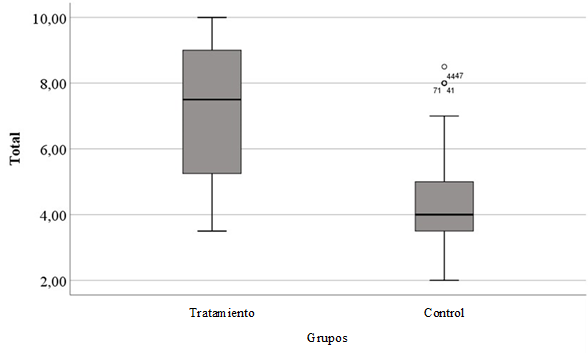 10,00
8,00
6,00
4,00
2,00
Total
4447
71 41
Tratamiento
Control
Grupos